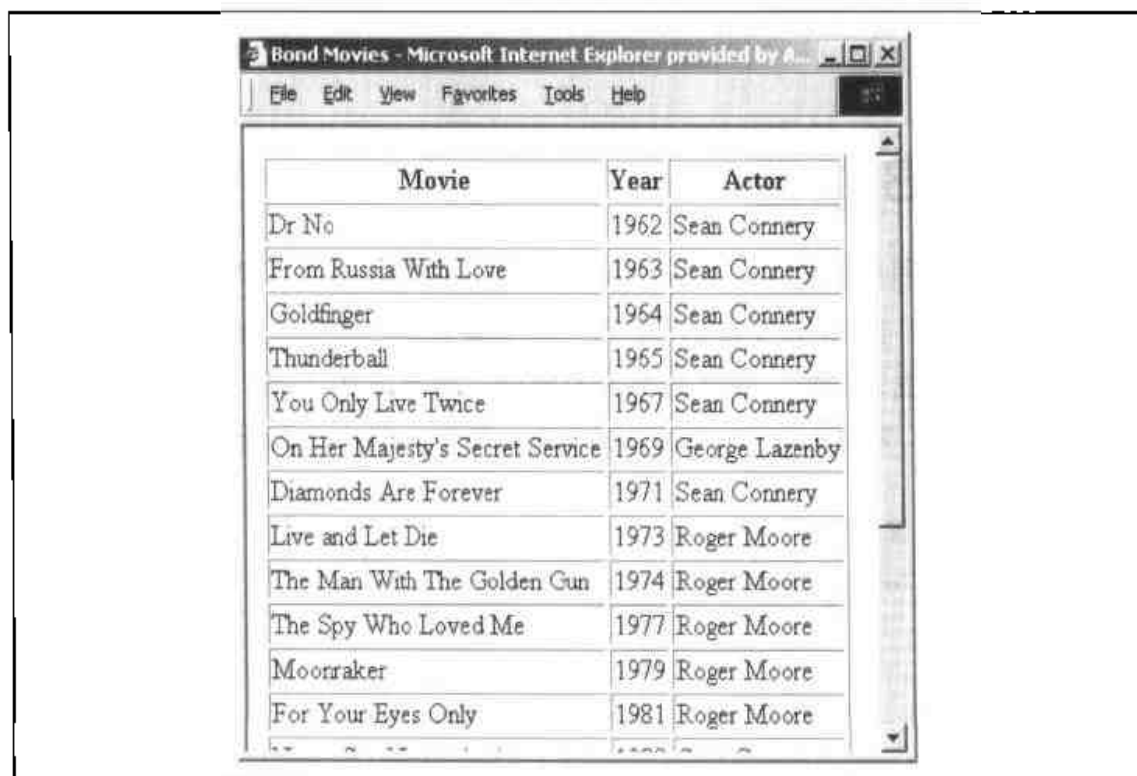 Bond Movies - Microsoft Internet Explorer provided by A...
File Edit View Favorites Tools Help
Movie Year Actor
Dr No 1962 Sean Connery
From Russia With Love 1963 Sean Connery
Goldfinger 1964 Sean Connery
Thunderball 1965 Sean Connery
You Only Live Twice 1967 Sean Connery
On Her Majesty's Secret Service 1969 George Lazenby
Diamonds Are Forever 1971 Sean Connery
Live and Let Die 1973 Roger Moore
The Man With The Golden Gun 1974 Roger Moore
The Spy Who Loved Me 1977 Roger Moore
Moonraker 1979 Roger Moore
For Your Eyes Only 1981 Roger Moore